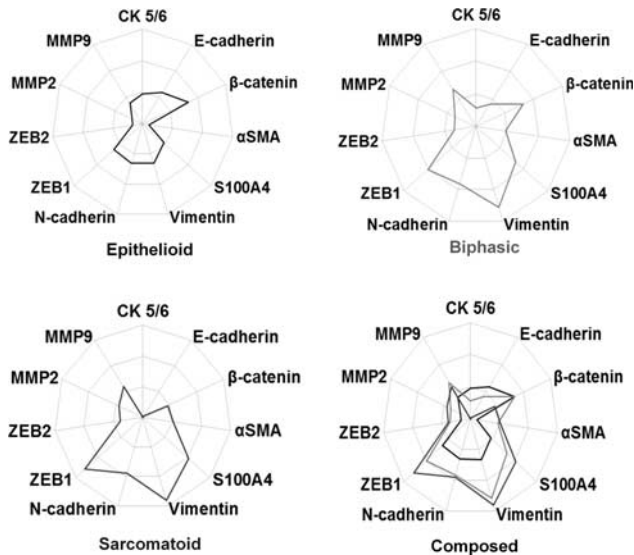 CK 5/6
MMP9 E-cadherin
MMP2 β-catenin
ZEB2 αSMA
ZEB1 S100A4
N-cadherin Vimentin
Epithelioid
CK 5/6
MMP9 E-cadherin
MMP2 β-catenin
ZEB2 αSMA
ZEB1 S100A4
N-cadherin Vimentin
Biphasic
CK 5/6
MMP9 E-cadherin
MMP2 β-catenin
ZEB2 αSMA
ZEB1 S100A4
N-cadherin Vimentin
Sarcomatoid
CK 5/6
MMP9 E-cadherin
MMP2 β-catenin
ZEB2 αSMA
ZEB1 S100A4
N-cadherin Vimentin
Composed